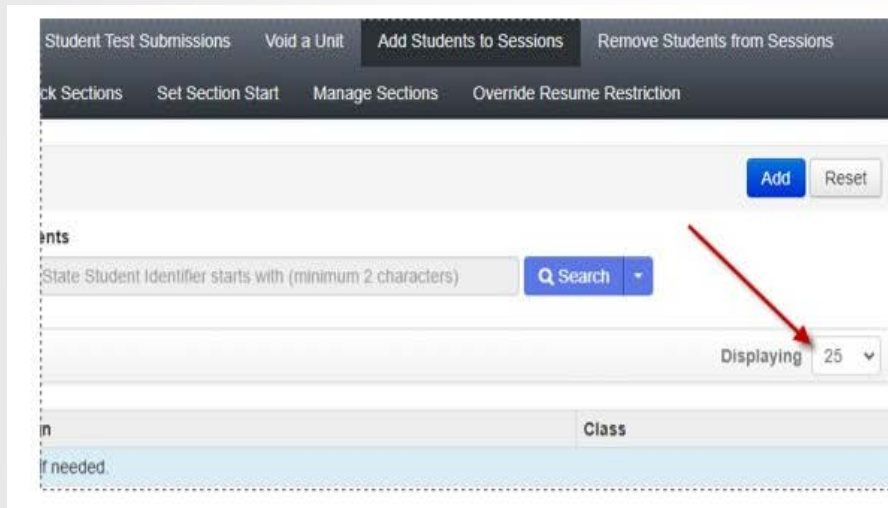 Student Test Submissions Void a Unit Add Students to Sessions Remove Students from Sessions
ck Sections Set Section Start Manage Sections Override Resume Restriction
Add Reset
ents
State Student Identifier starts with (minimum 2 characters) Search
Displaying 25
n Class
if needed.